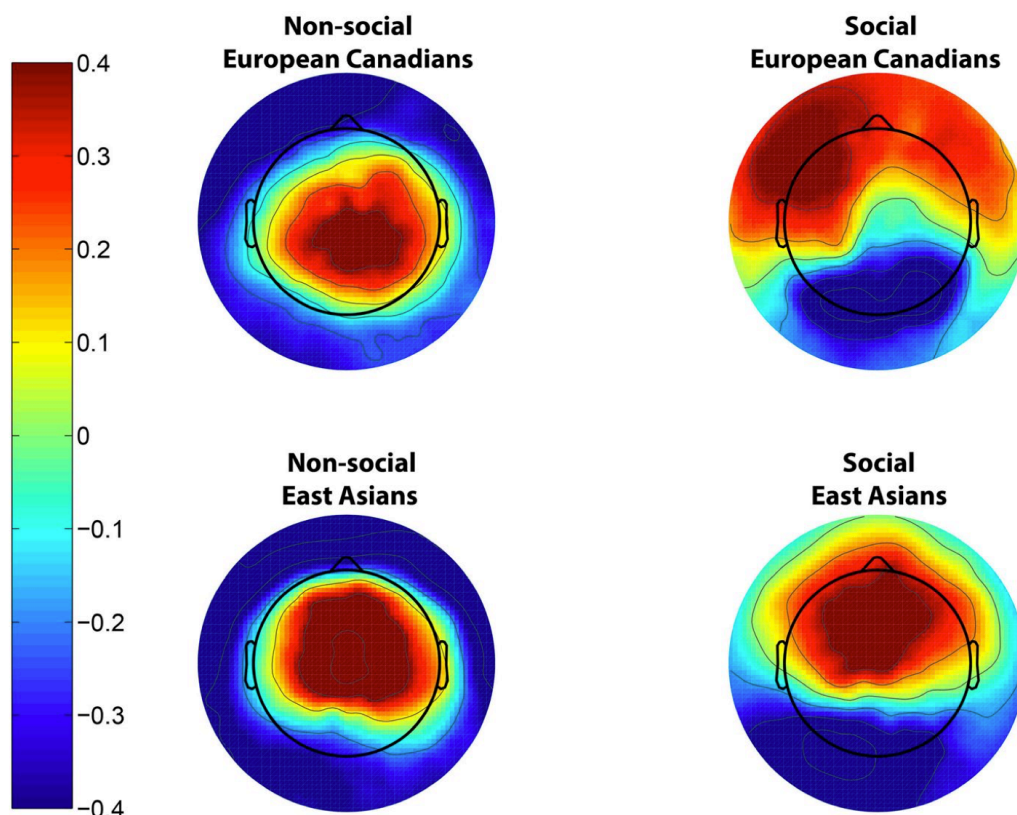 Non-social
European Canadians
Social
European Canadians
0.4
0.3
0.2
0.1
0
−0.1
−0.2
−0.3
−0.4
Non-social
East Asians
Social
East Asians